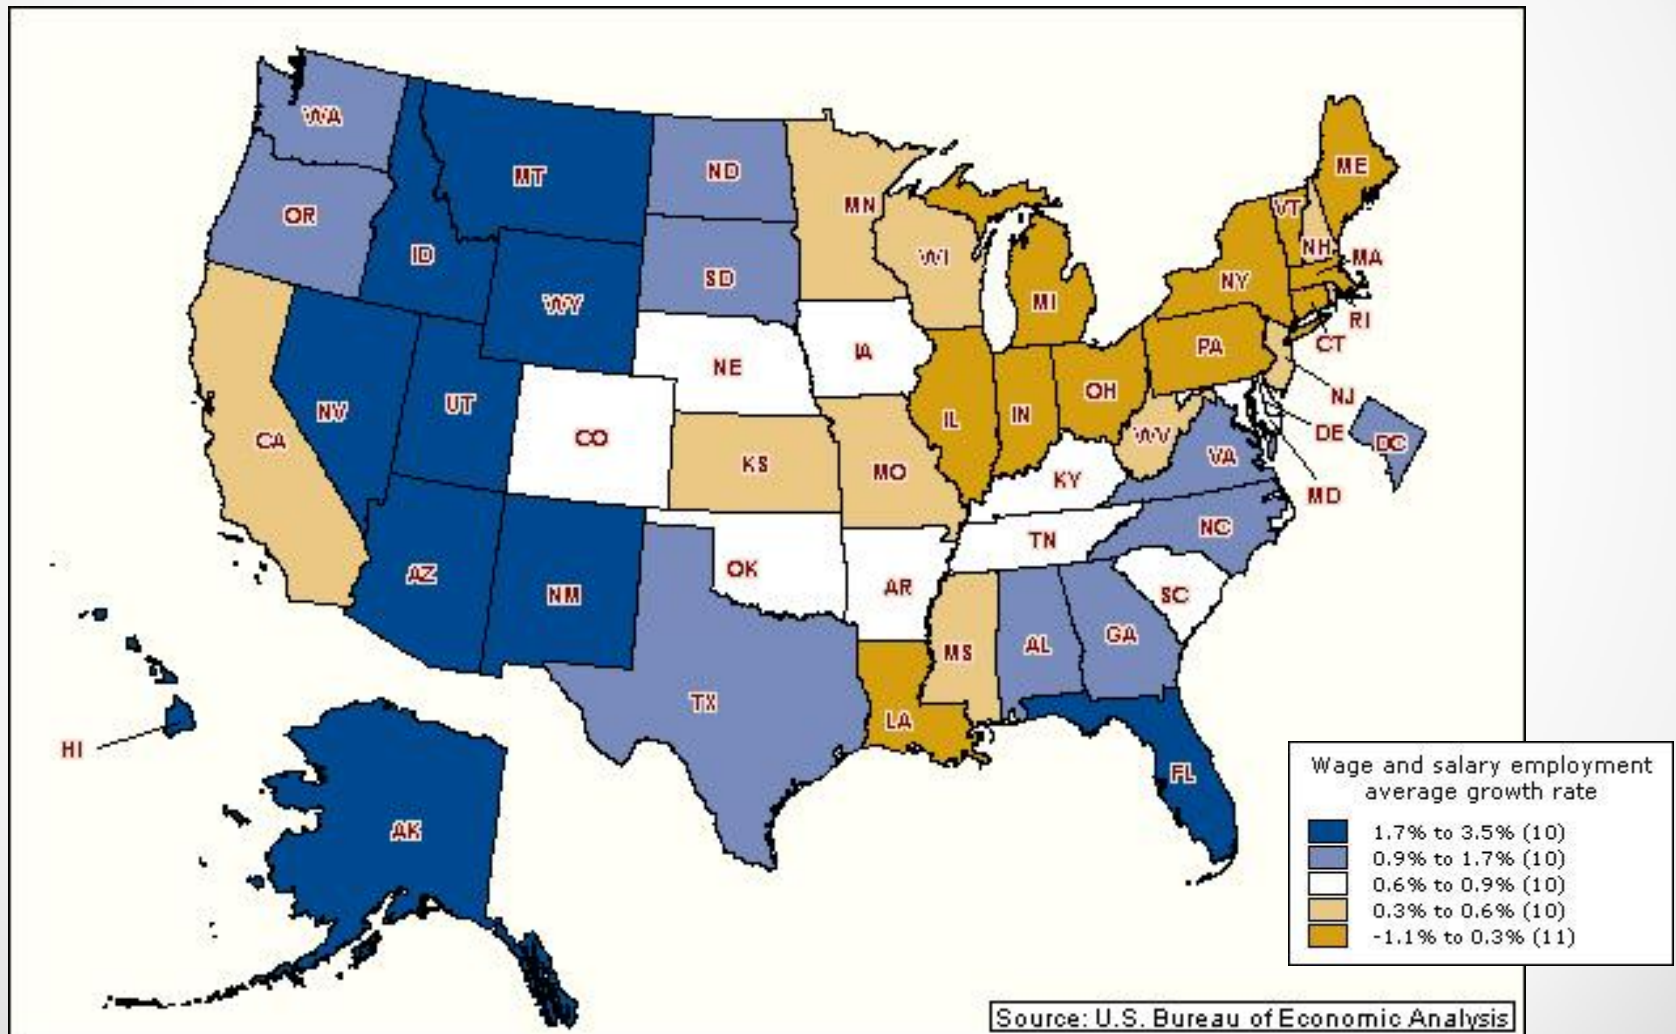 WA
MT
ND
MN
ME
OR
ID
SD
WI
VT
NH
MA
WY
MI
NY
RI
NE
IA
PA
CT
NV
UT
CO
IL
IN
OH
NJ
CA
KS
MO
WV
DE
DC
KY
VA
MD
AZ
NM
OK
AR
TN
NC
SC
TX
MS
AL
GA
LA
HI
AK
FL
Wage and salary employment
average growth rate
1.7% to 3.5% (10)
0.9% to 1.7% (10)
0.6% to 0.9% (10)
0.3% to 0.6% (10)
-1.1% to 0.3% (11)
Source: U.S. Bureau of Economic Analysis